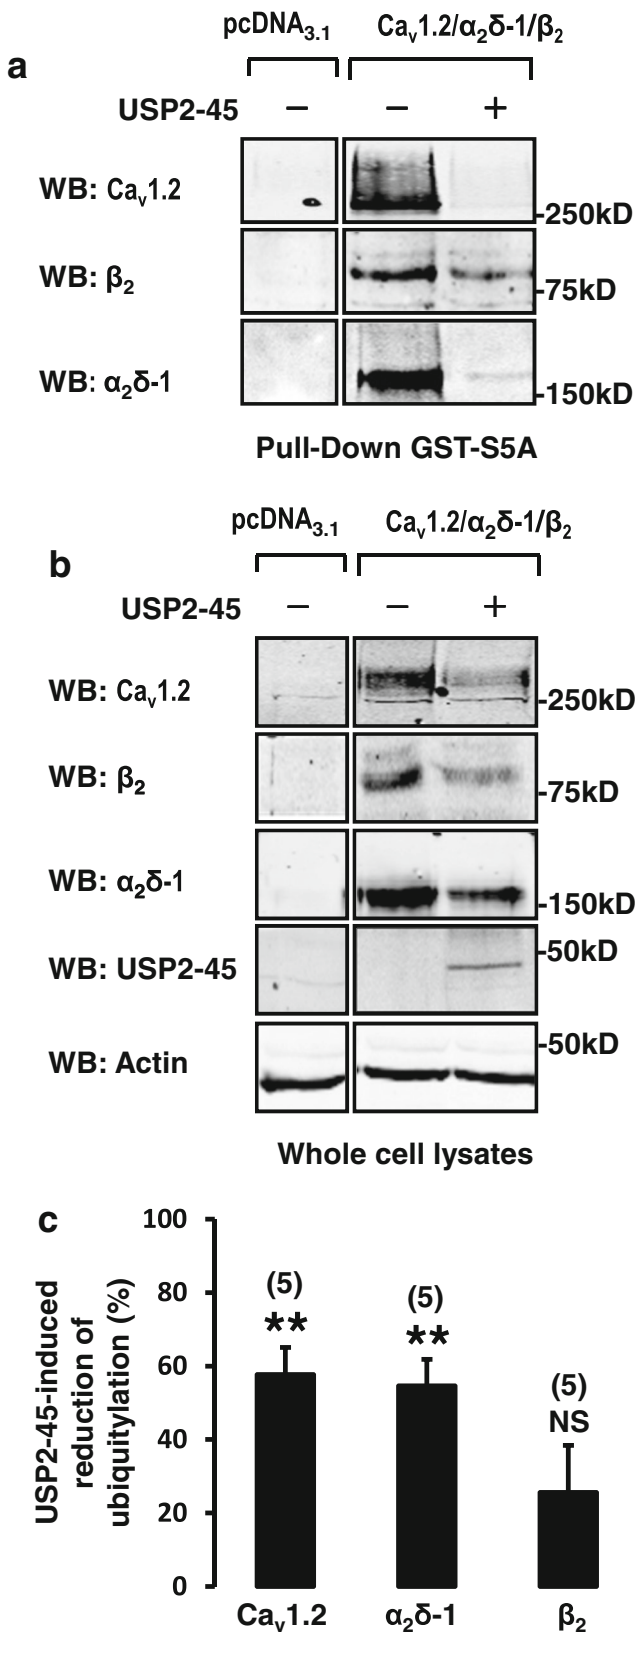 pcDNA3.1 Cav1.2/α2δ-1/β2
a
USP2-45 − − +
WB: Cav1.2
-250kD
WB: β2
-75kD
WB: α2δ-1
-150kD
Pull-Down GST-S5A
pcDNA3.1 Cav1.2/α2δ-1/β2
b
USP2-45 − − +
WB: Cav1.2
-250kD
WB: β2
-75kD
WB: α2δ-1
-150kD
WB: USP2-45
-50kD
WB: Actin
-50kD
Whole cell lysates
c
USP2-45-induced
reduction of
ubiquitylation (%)
100
80
60
40
20
0
(5)
**
(5)
**
(5)
NS
Cav1.2 α2δ-1 β2